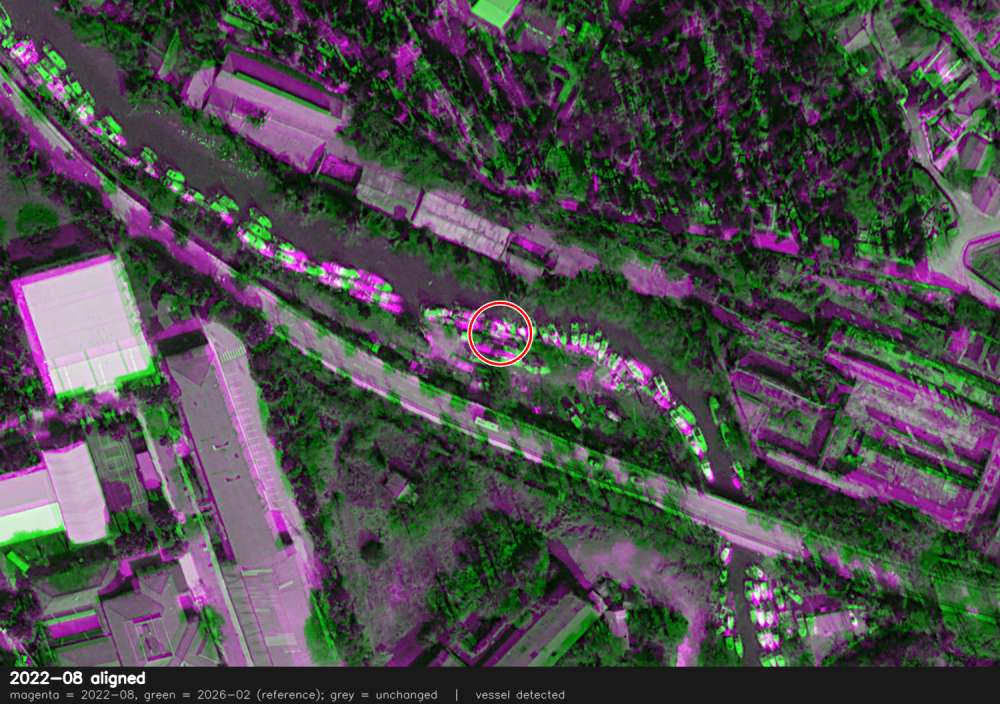 2022-08 aligned
magenta = 2022-08, green = 2026-02 (reference); grey = unchanged | vessel detected